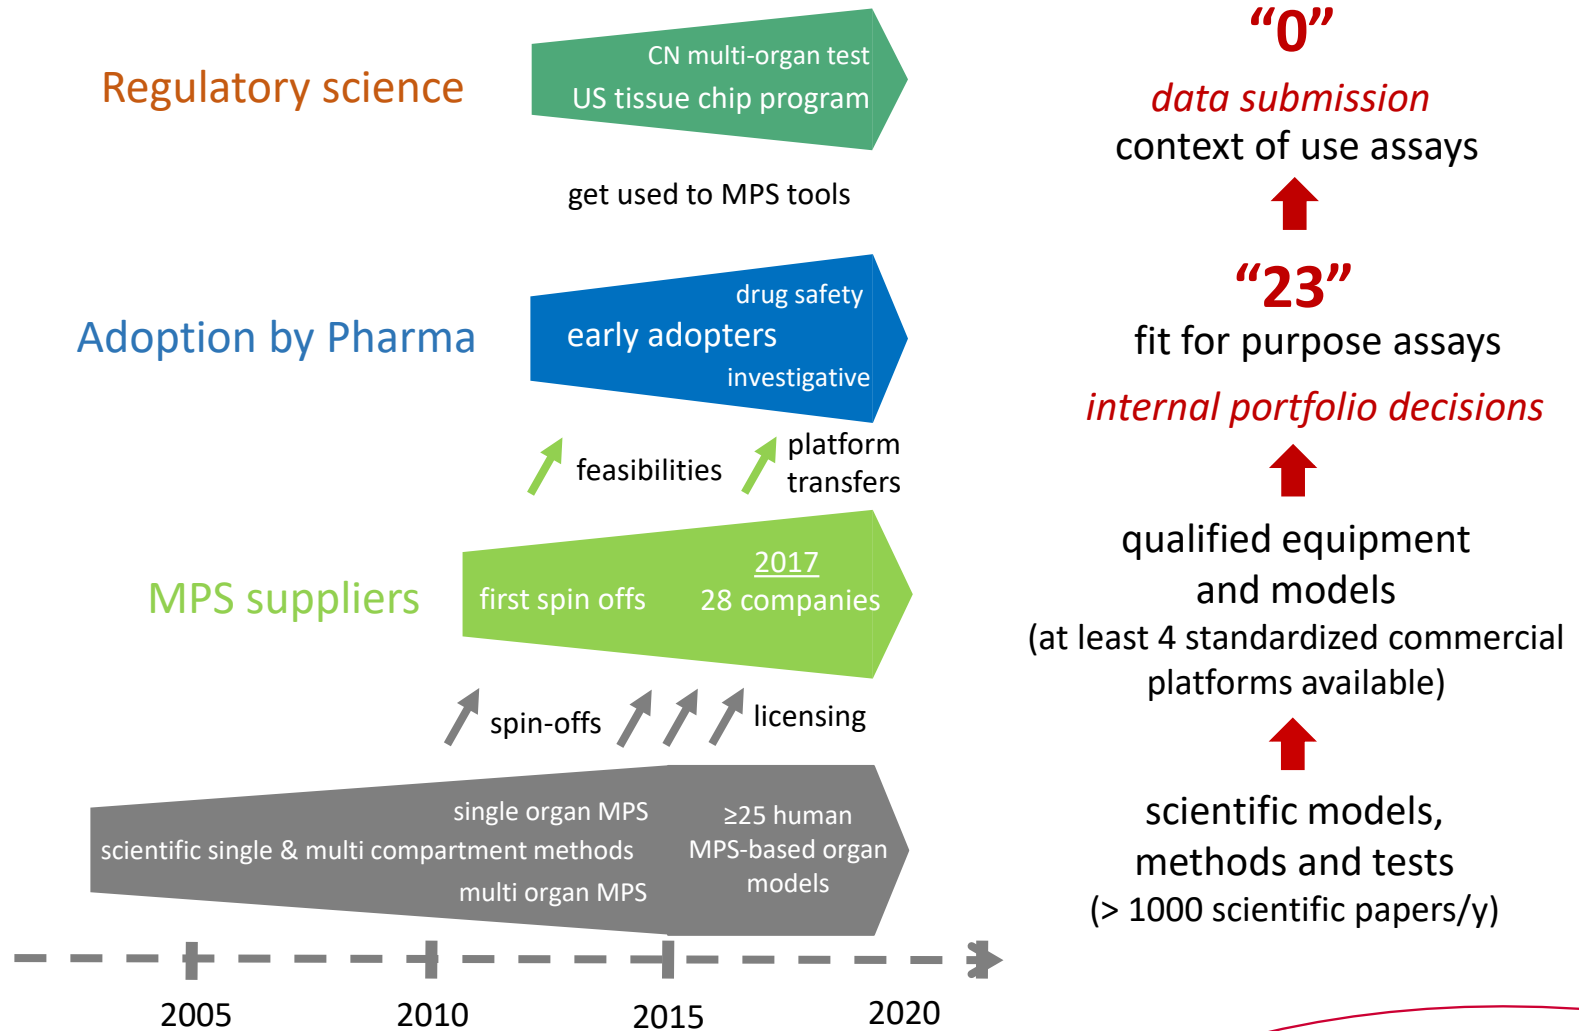 Regulatory science
CN multi-organ test
US tissue chip program
get used to MPS tools
"0"
data submission
context of use assays
Adoption by Pharma
drug safety
early adopters
investigative
"23"
fit for purpose assays
internal portfolio decisions
feasibilities
platform
transfers
MPS suppliers
first spin offs
2017
28 companies
qualified equipment
and models
(at least 4 standardized commercial
platforms available)
spin-offs
licensing
single organ MPS
scientific single & multi compartment methods
multi organ MPS
≥25 human
MPS-based organ
models
scientific models,
methods and tests
(> 1000 scientific papers/y)
2005
2010
2015
2020